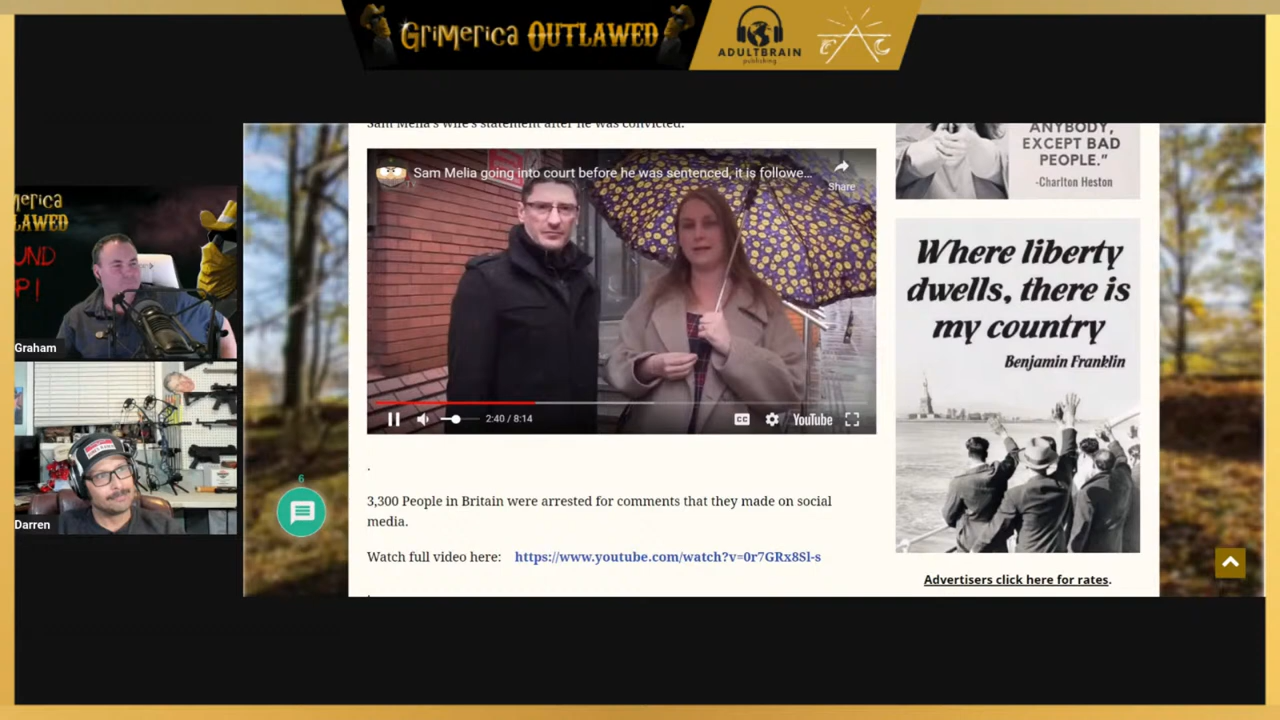 GRIMERICA OUTLAWED
ADULTBRAIN
publishing
Sam Melia's wife's statement after he was convicted.
Sam Melia going into court before he was sentenced, it is followe...
Share
2:40 / 8:14
CC
YouTube
ANYBODY,
EXCEPT BAD
PEOPLE.”
-Charlton Heston
Where liberty
dwells, there is
my country
Benjamin Franklin
Advertisers click here for rates.
.
3,300 People in Britain were arrested for comments that they made on social
media.
Watch full video here: https://www.youtube.com/watch?v=0r7GRx8Sl-s
6
merica
LAWED
UND
P!
Graham
Darren